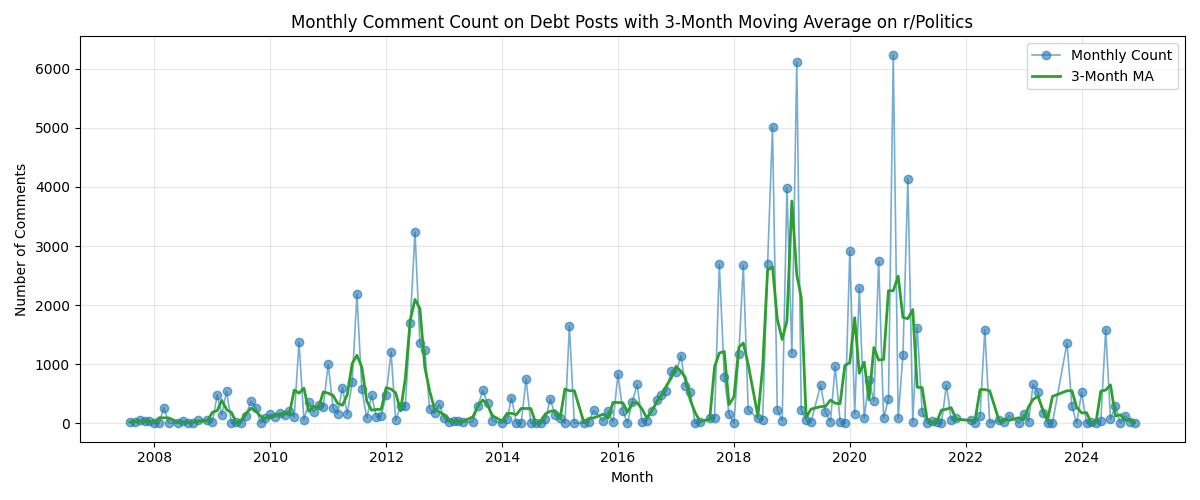 Monthly Comment Count on Debt Posts with 3-Month Moving Average on r/Politics
Monthly Count
3-Month MA
Number of Comments
6000
5000
4000
3000
2000
1000
0
2008 2010 2012 2014 2016 2018 2020 2022 2024
Month